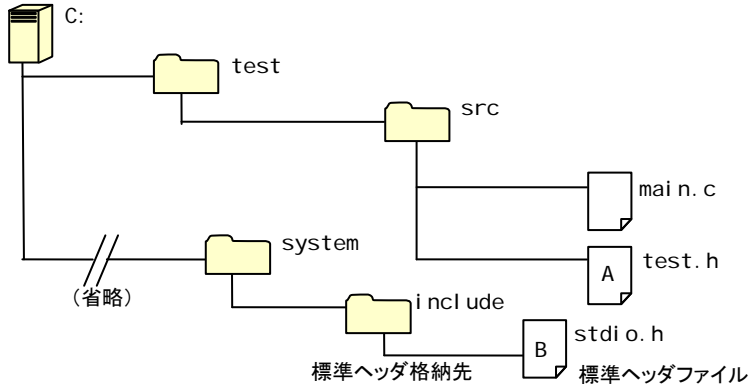 C:
test
src
main.c
system
test.h
A
(省略)
include
stdio.h
B
標準ヘッダ格納先
標準ヘッダファイル